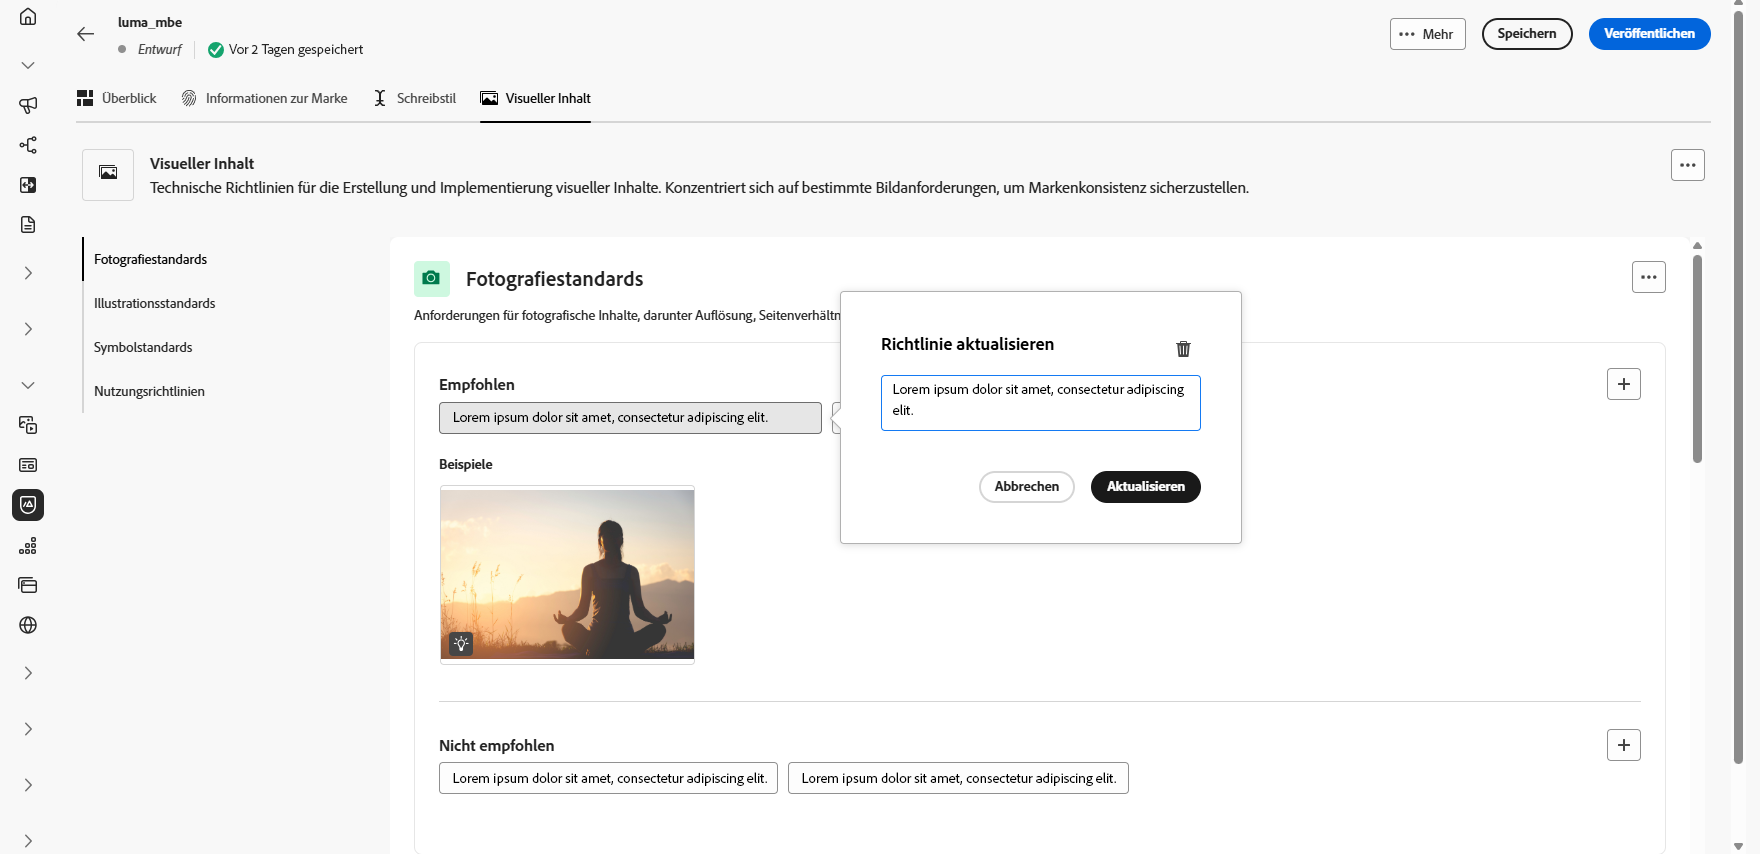 luma_mbe
Entwurf
Vor 2 Tagen gespeichert
Mehr
Speichern
Veröffentlichen
Überblick
Informationen zur Marke
Schreibstil
Visueller Inhalt
Visueller Inhalt
Technische Richtlinien für die Erstellung und Implementierung visueller Inhalte. Konzentriert sich auf bestimmte Bildanforderungen, um Markenkonsistenz sicherzustellen.
Fotografiestandards
Illustrationsstandards
Symbolstandards
Nutzungsrichtlinien
Fotografiestandards
Anforderungen für fotografische Inhalte, darunter Auflösung,
Empfohlen
Lorem ipsum dolor sit amet, consectetur adipiscing elit.
Beispiele
Richtlinie aktualisieren
Lorem ipsum dolor sit amet, consectetur adipiscing
elit.
Abbrechen
Aktualisieren
Nicht empfohlen
Lorem ipsum dolor sit amet, consectetur adipiscing elit.
Lorem ipsum dolor sit amet, consectetur adipiscing elit.